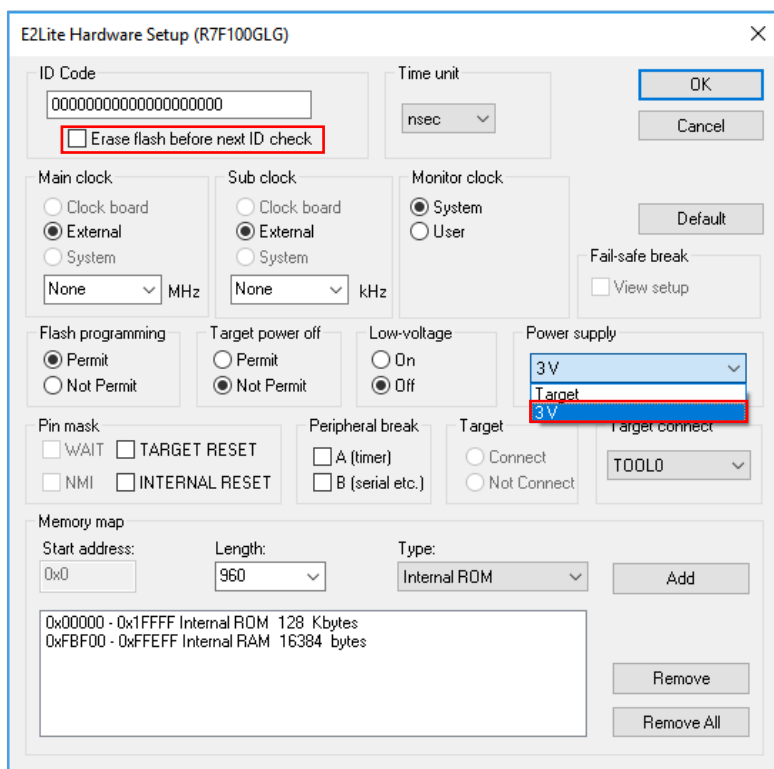 E2Lite Hardware Setup (R7F100GLG)
ID Code
00000000000000000000
Erase flash before next ID check
Time unit
nsec
OK
Cancel
Main clock
Clock board
External
System
None
MHz
Sub clock
Clock board
External
System
None
kHz
Monitor clock
System
User
Default
Fail-safe break
View setup
Flash programming
Permit
Not Permit
Target power off
Permit
Not Permit
Low-voltage
On
Off
Power supply
3 V
Target
3 V
Pin mask
WAIT
TARGET RESET
NMI
INTERNAL RESET
Peripheral break
A (timer)
B (serial etc.)
Target
Connect
Not Connect
Target connect
TOOL0
Memory map
Start address:
0x0
Length:
960
Type:
Internal ROM
Add
0x00000 - 0x1FFFF Internal ROM 128 Kbytes
0xFBF00 - 0xFFEFF Internal RAM 16384 bytes
Remove
Remove All